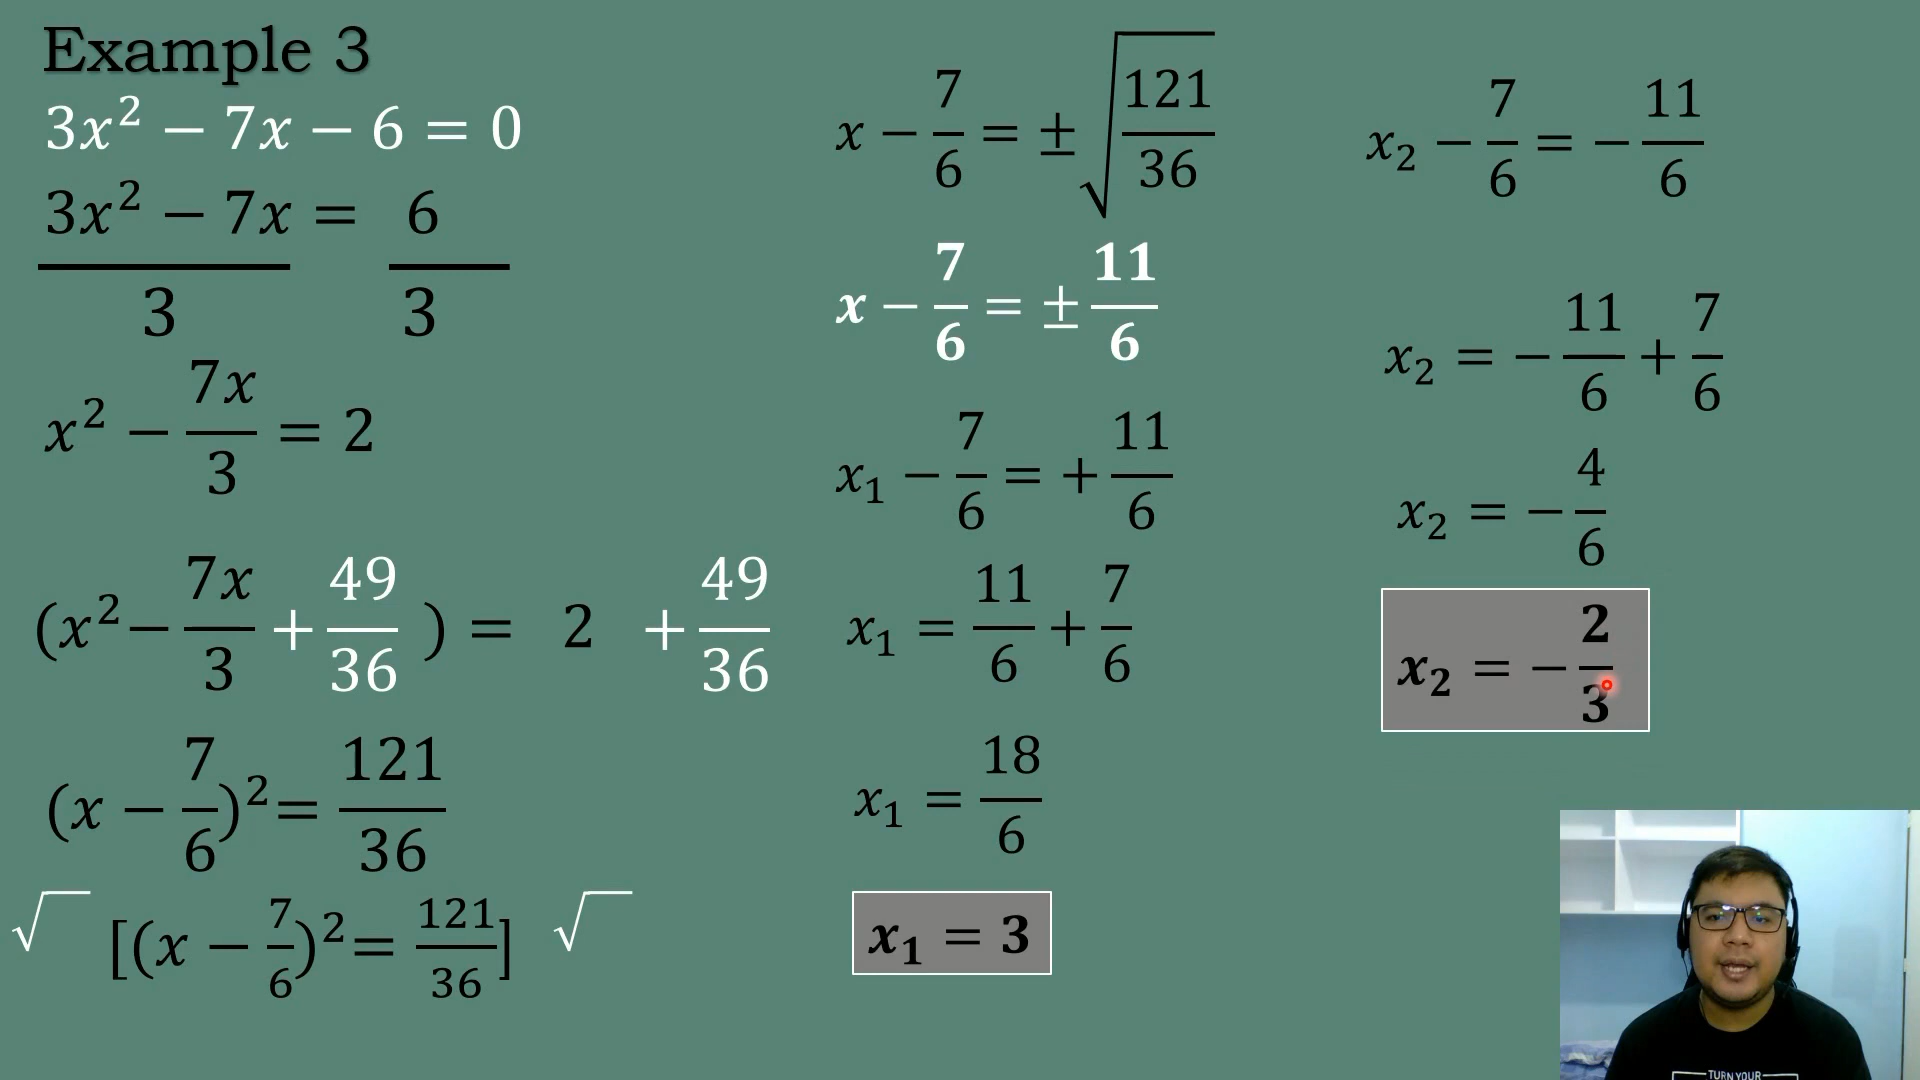 Example 3
3x² − 7x − 6 = 0
3x² − 7x = 6
3 3
x² − 7x/3 = 2
(x² − 7x/3 + 49/36 ) = 2 + 49/36
(x − 7/6)² = 121/36
√ [(x − 7/6)² = 121/36] √
x − 7/6 = ±√(121/36)
x − 7/6 = ± 11/6
x₁ − 7/6 = + 11/6
x₁ = 11/6 + 7/6
x₁ = 18/6
x₁ = 3
x₂ − 7/6 = − 11/6
x₂ = − 11/6 + 7/6
x₂ = − 4/6
x₂ = − 2/3
TURN YOUR